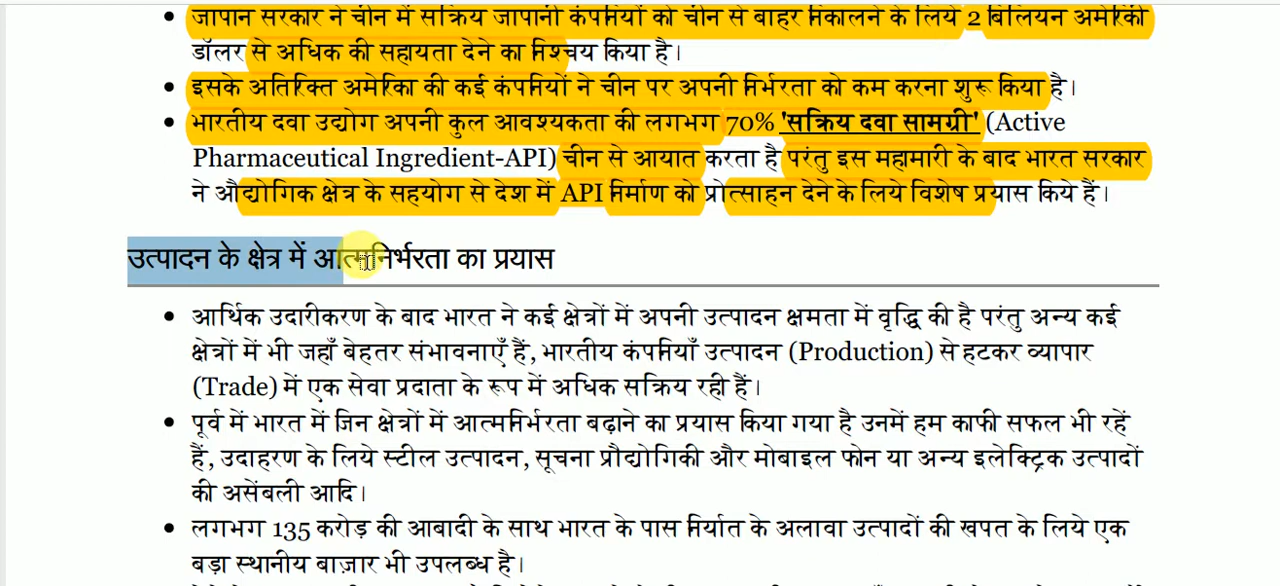 जापान सरकार ने चीन में सक्रिय जापानी कंपनियों को चीन से बाहर निकालने के लिये 2 बिलियन अमेरिकी
डॉलर से अधिक की सहायता देने का निश्चय किया है।
इसके अतिरिक्त अमेरिका की कई कंपनियों ने चीन पर अपनी निर्भरता को कम करना शुरू किया है।
भारतीय दवा उद्योग अपनी कुल आवश्यकता की लगभग 70% 'सक्रिय दवा सामग्री' (Active
Pharmaceutical Ingredient-API) चीन से आयात करता है परंतु इस महामारी के बाद भारत सरकार
ने औद्योगिक क्षेत्र के सहयोग से देश में API निर्माण को प्रोत्साहन देने के लिये विशेष प्रयास किये हैं।
उत्पादन के क्षेत्र में आत्मनिर्भरता का प्रयास
आर्थिक उदारीकरण के बाद भारत ने कई क्षेत्रों में अपनी उत्पादन क्षमता में वृद्धि की है परंतु अन्य कई
क्षेत्रों में भी जहाँ बेहतर संभावनाएँ हैं, भारतीय कंपनियाँ उत्पादन (Production) से हटकर व्यापार
(Trade) में एक सेवा प्रदाता के रूप में अधिक सक्रिय रही हैं।
पूर्व में भारत में जिन क्षेत्रों में आत्मनिर्भरता बढ़ाने का प्रयास किया गया है उनमें हम काफी सफल भी रहें
हैं, उदाहरण के लिये स्टील उत्पादन, सूचना प्रौद्योगिकी और मोबाइल फोन या अन्य इलेक्ट्रिक उत्पादों
की असेंबली आदि।
लगभग 135 करोड़ की आबादी के साथ भारत के पास निर्यात के अलावा उत्पादों की खपत के लिये एक
बड़ा स्थानीय बाज़ार भी उपलब्ध है।